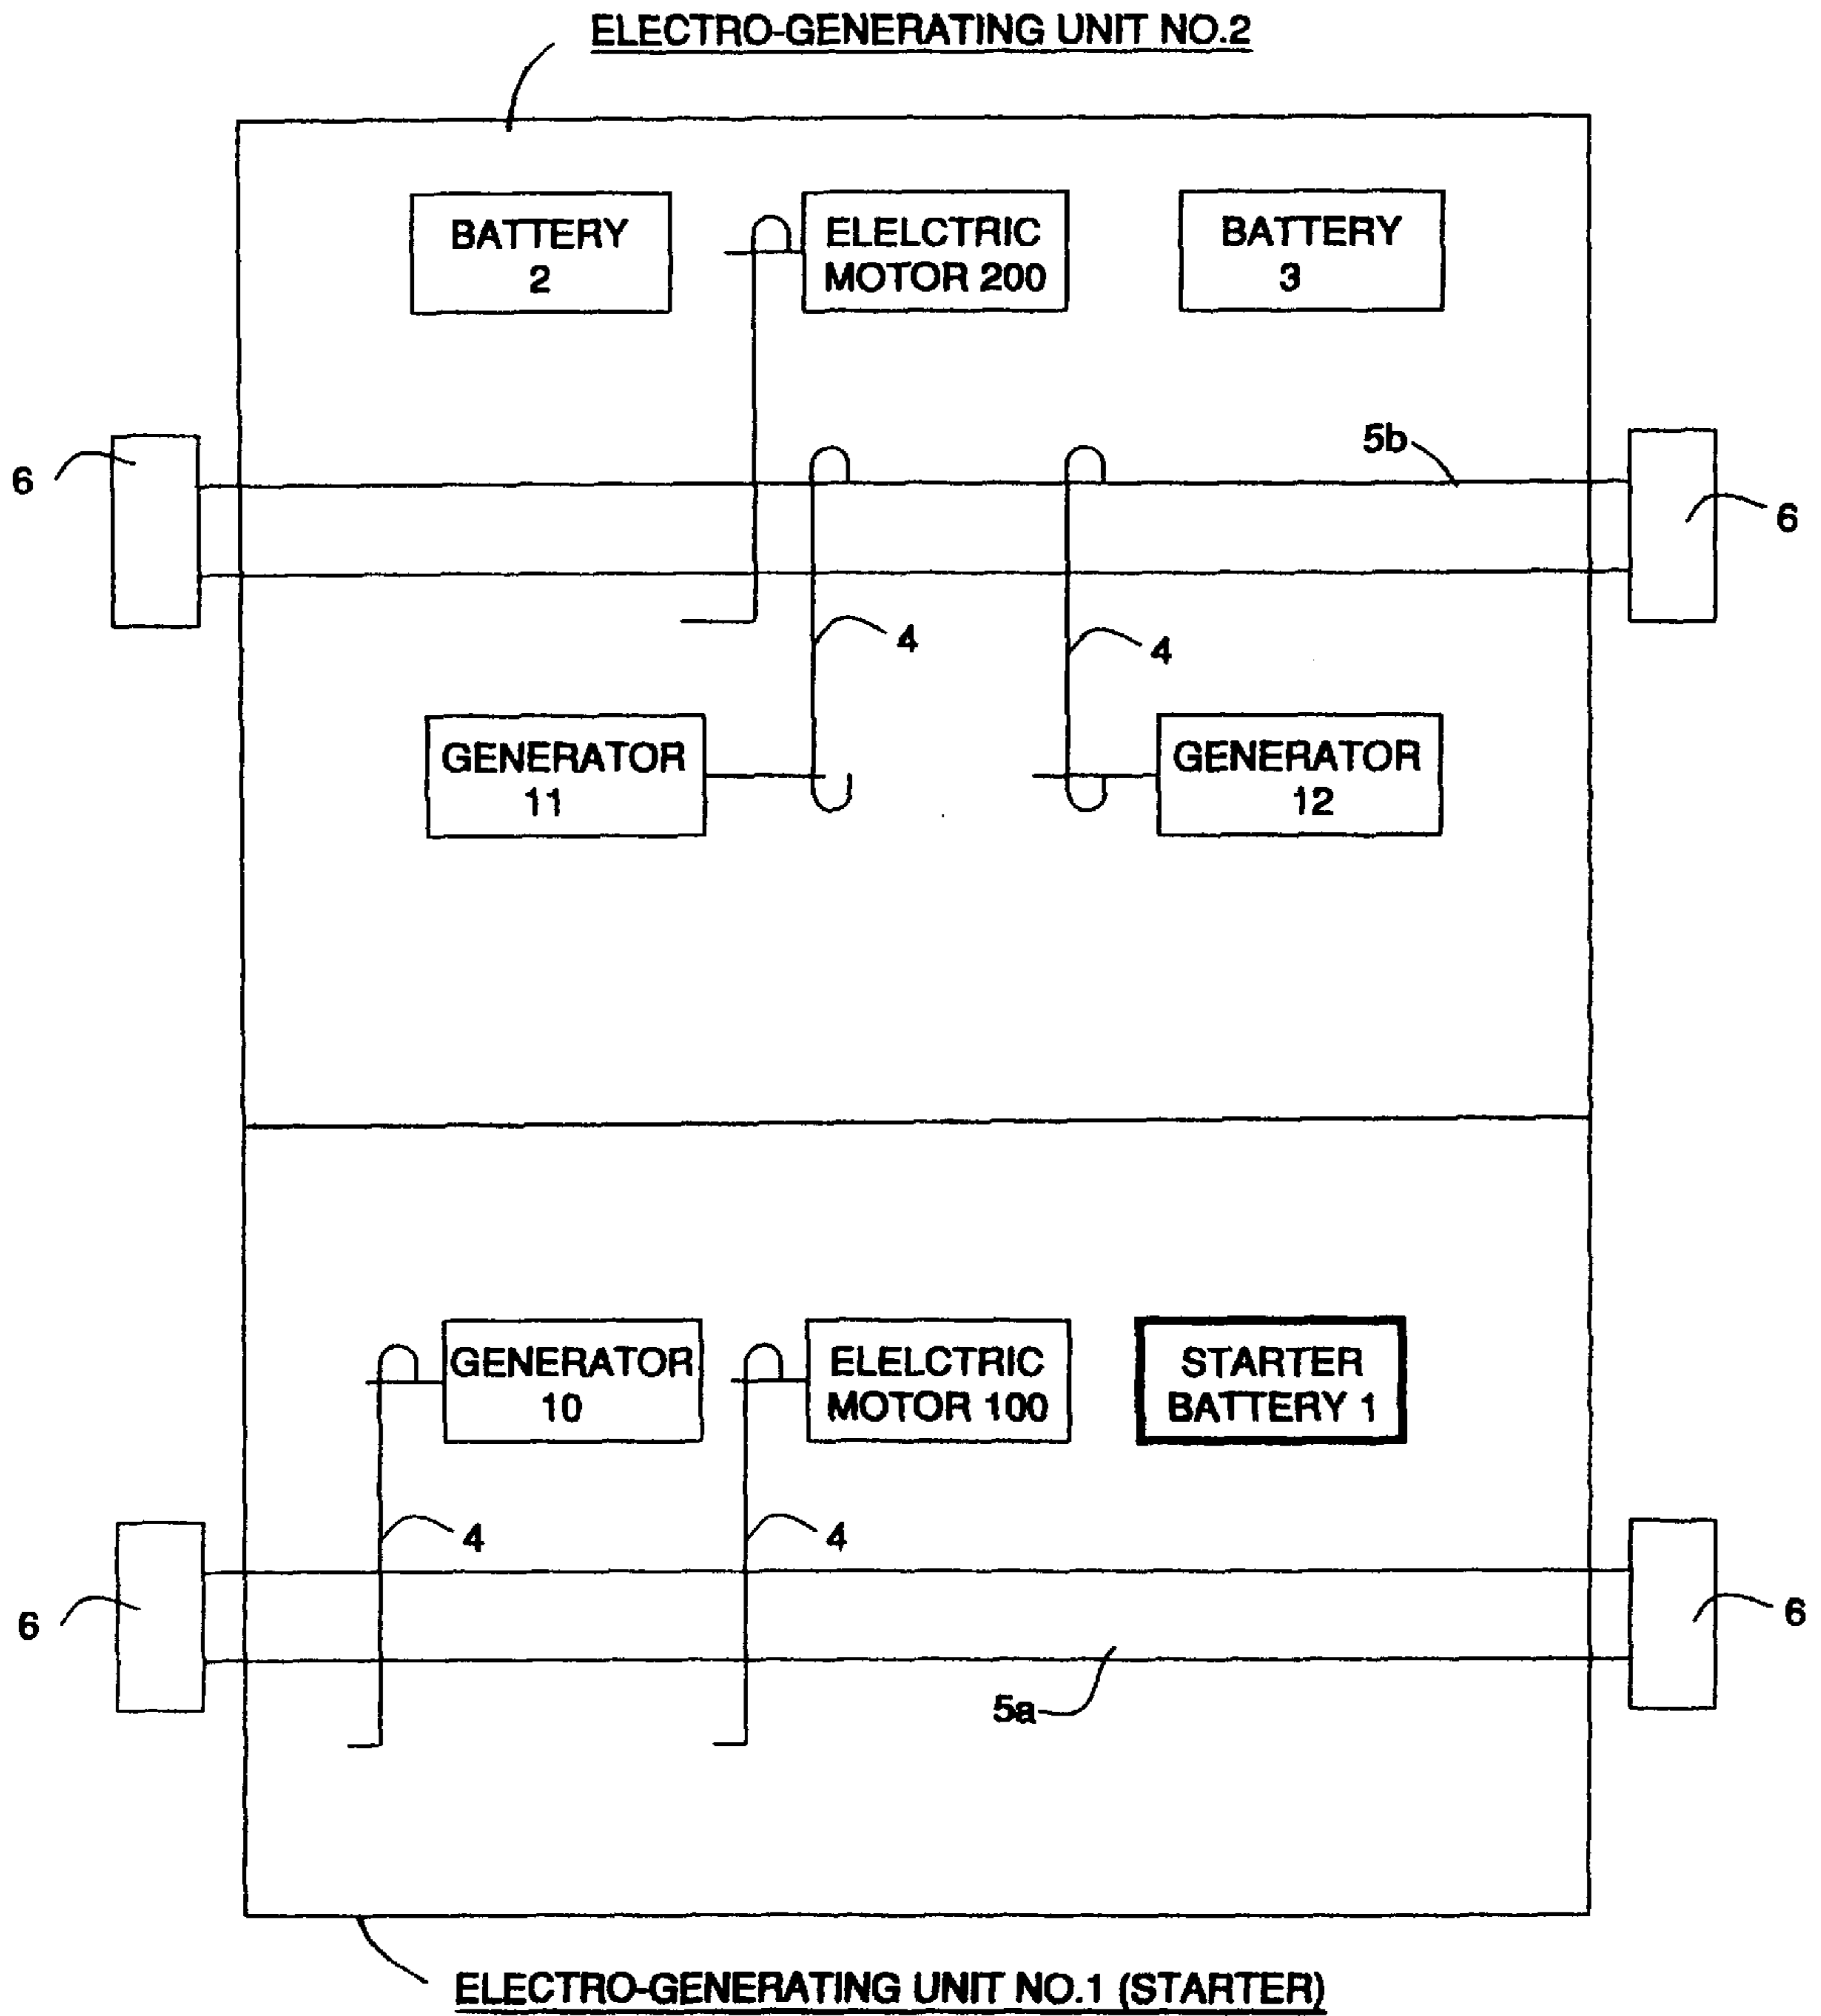 ELECTRO-GENERATING UNIT NO.2
BATTERY
2
ELELCTRIC
MOTOR 200
BATTERY
3
5b
6
6
4
4
GENERATOR
11
GENERATOR
12
GENERATOR
10
ELELCTRIC
MOTOR 100
STARTER
BATTERY 1
4
4
6
6
5a
ELECTRO-GENERATING UNIT NO.1 (STARTER)